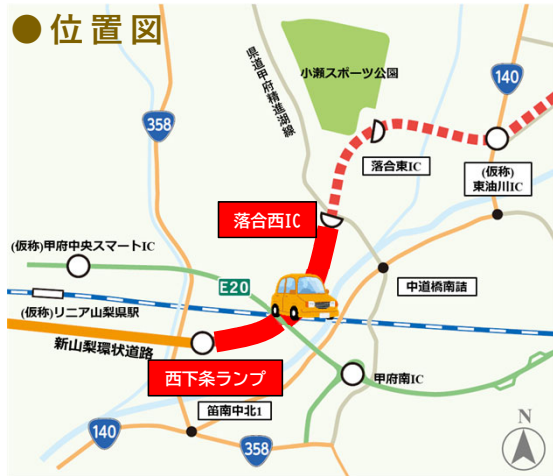 ●位置図
小瀬スポーツ公園
県道甲府精進湖線
140
358
落合東IC
(仮称)
東油川IC
落合西IC
(仮称)甲府中央スマートIC
E20
中道橋南詰
(仮称)リニア山梨県駅
新山梨環状道路
西下条ランプ
甲府南IC
笛南中北1
140
358
N